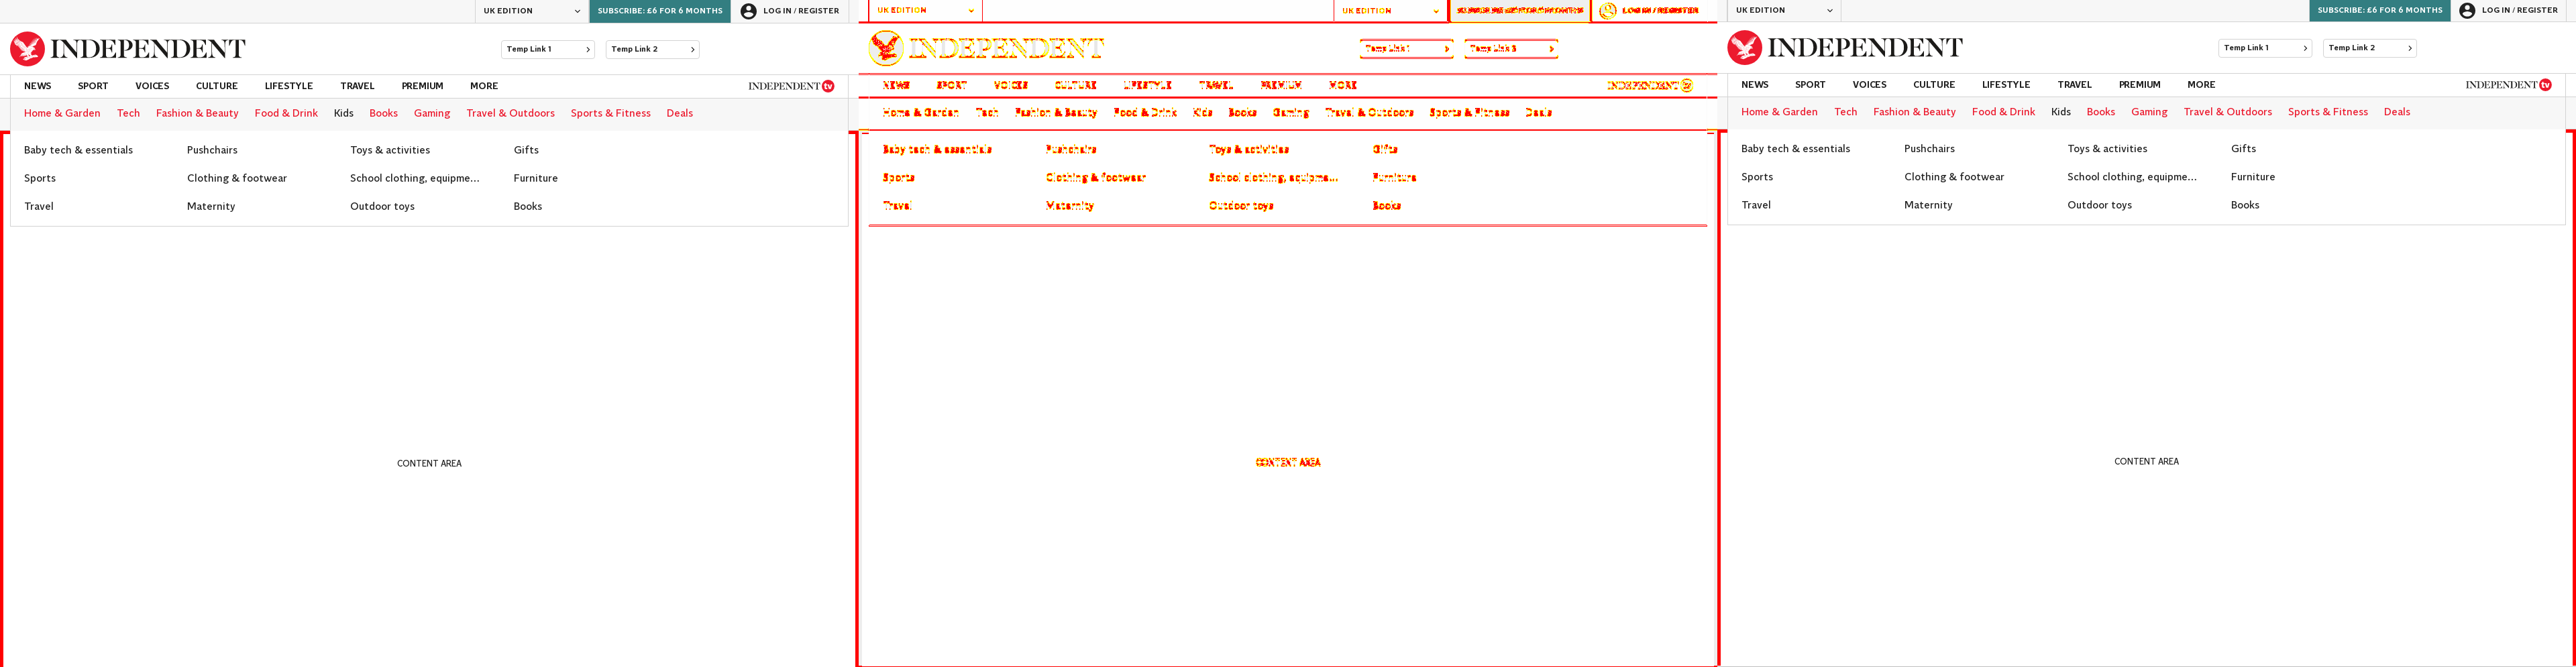 UK EDITION SUBSCRIBE: £6 FOR 6 MONTHS LOG IN / REGISTER
INDEPENDENT Temp Link 1 Temp Link 2
NEWS SPORT VOICES CULTURE LIFESTYLE TRAVEL PREMIUM MORE INDEPENDENT tv
Home & Garden Tech Fashion & Beauty Food & Drink Kids Books Gaming Travel & Outdoors Sports & Fitness Deals
Baby tech & essentials Pushchairs Toys & activities Gifts
Sports Clothing & footwear School clothing, equipme... Furniture
Travel Maternity Outdoor toys Books
CONTENT AREA
UK EDITION UK EDITION LOG IN / REGISTER
INDEPENDENT Temp Link Temp Link
NEWS SPORT VOICES CULTURE LIFESTYLE TRAVEL PREMIUM MORE INDEPENDENT
Home & Garden Tech Fashion & Beauty Food & Drink Kids Books Gaming Travel & Outdoors Sports & Fitness Deals
Baby tech & essentials Pushchairs Toys & activities Gifts
Sports Clothing & footwear School clothing, equipme... Furniture
Travel Maternity Outdoor toys Books
CONTENT AREA
UK EDITION SUBSCRIBE: £6 FOR 6 MONTHS LOG IN / REGISTER
INDEPENDENT Temp Link 1 Temp Link 2
NEWS SPORT VOICES CULTURE LIFESTYLE TRAVEL PREMIUM MORE INDEPENDENT tv
Home & Garden Tech Fashion & Beauty Food & Drink Kids Books Gaming Travel & Outdoors Sports & Fitness Deals
Baby tech & essentials Pushchairs Toys & activities Gifts
Sports Clothing & footwear School clothing, equipme... Furniture
Travel Maternity Outdoor toys Books
CONTENT AREA